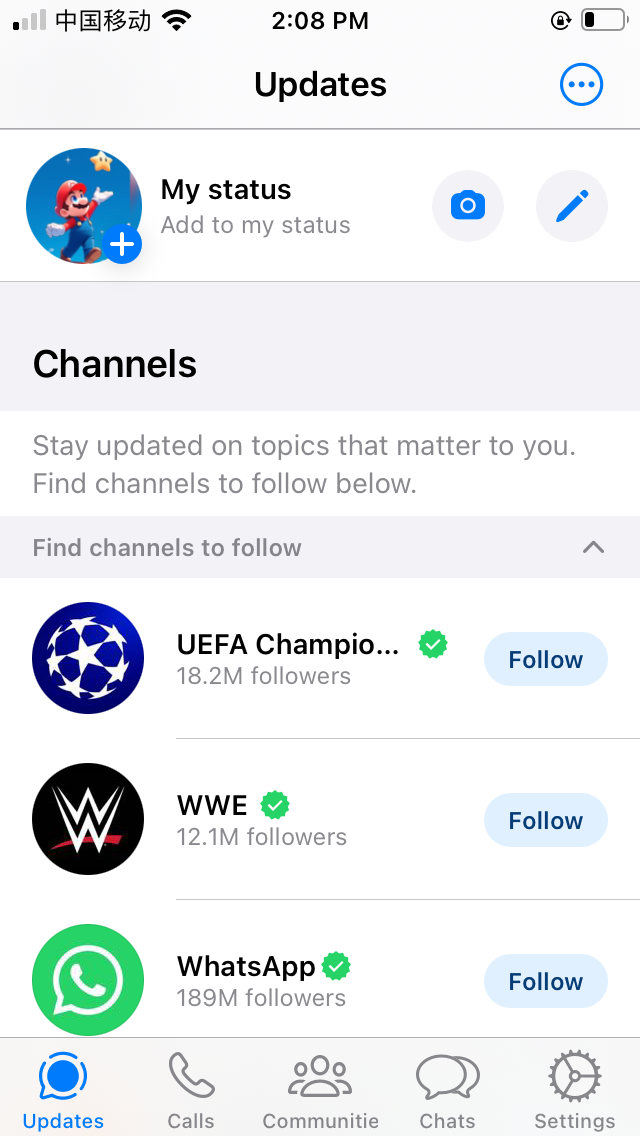 中国移动
2:08 PM
Updates
My status
Add to my status
Channels
Stay updated on topics that matter to you.
Find channels to follow below.
Find channels to follow
UEFA Champio...
18.2M followers
Follow
WWE
12.1M followers
Follow
WhatsApp
189M followers
Follow
Updates
Calls
Communitie
Chats
Settings